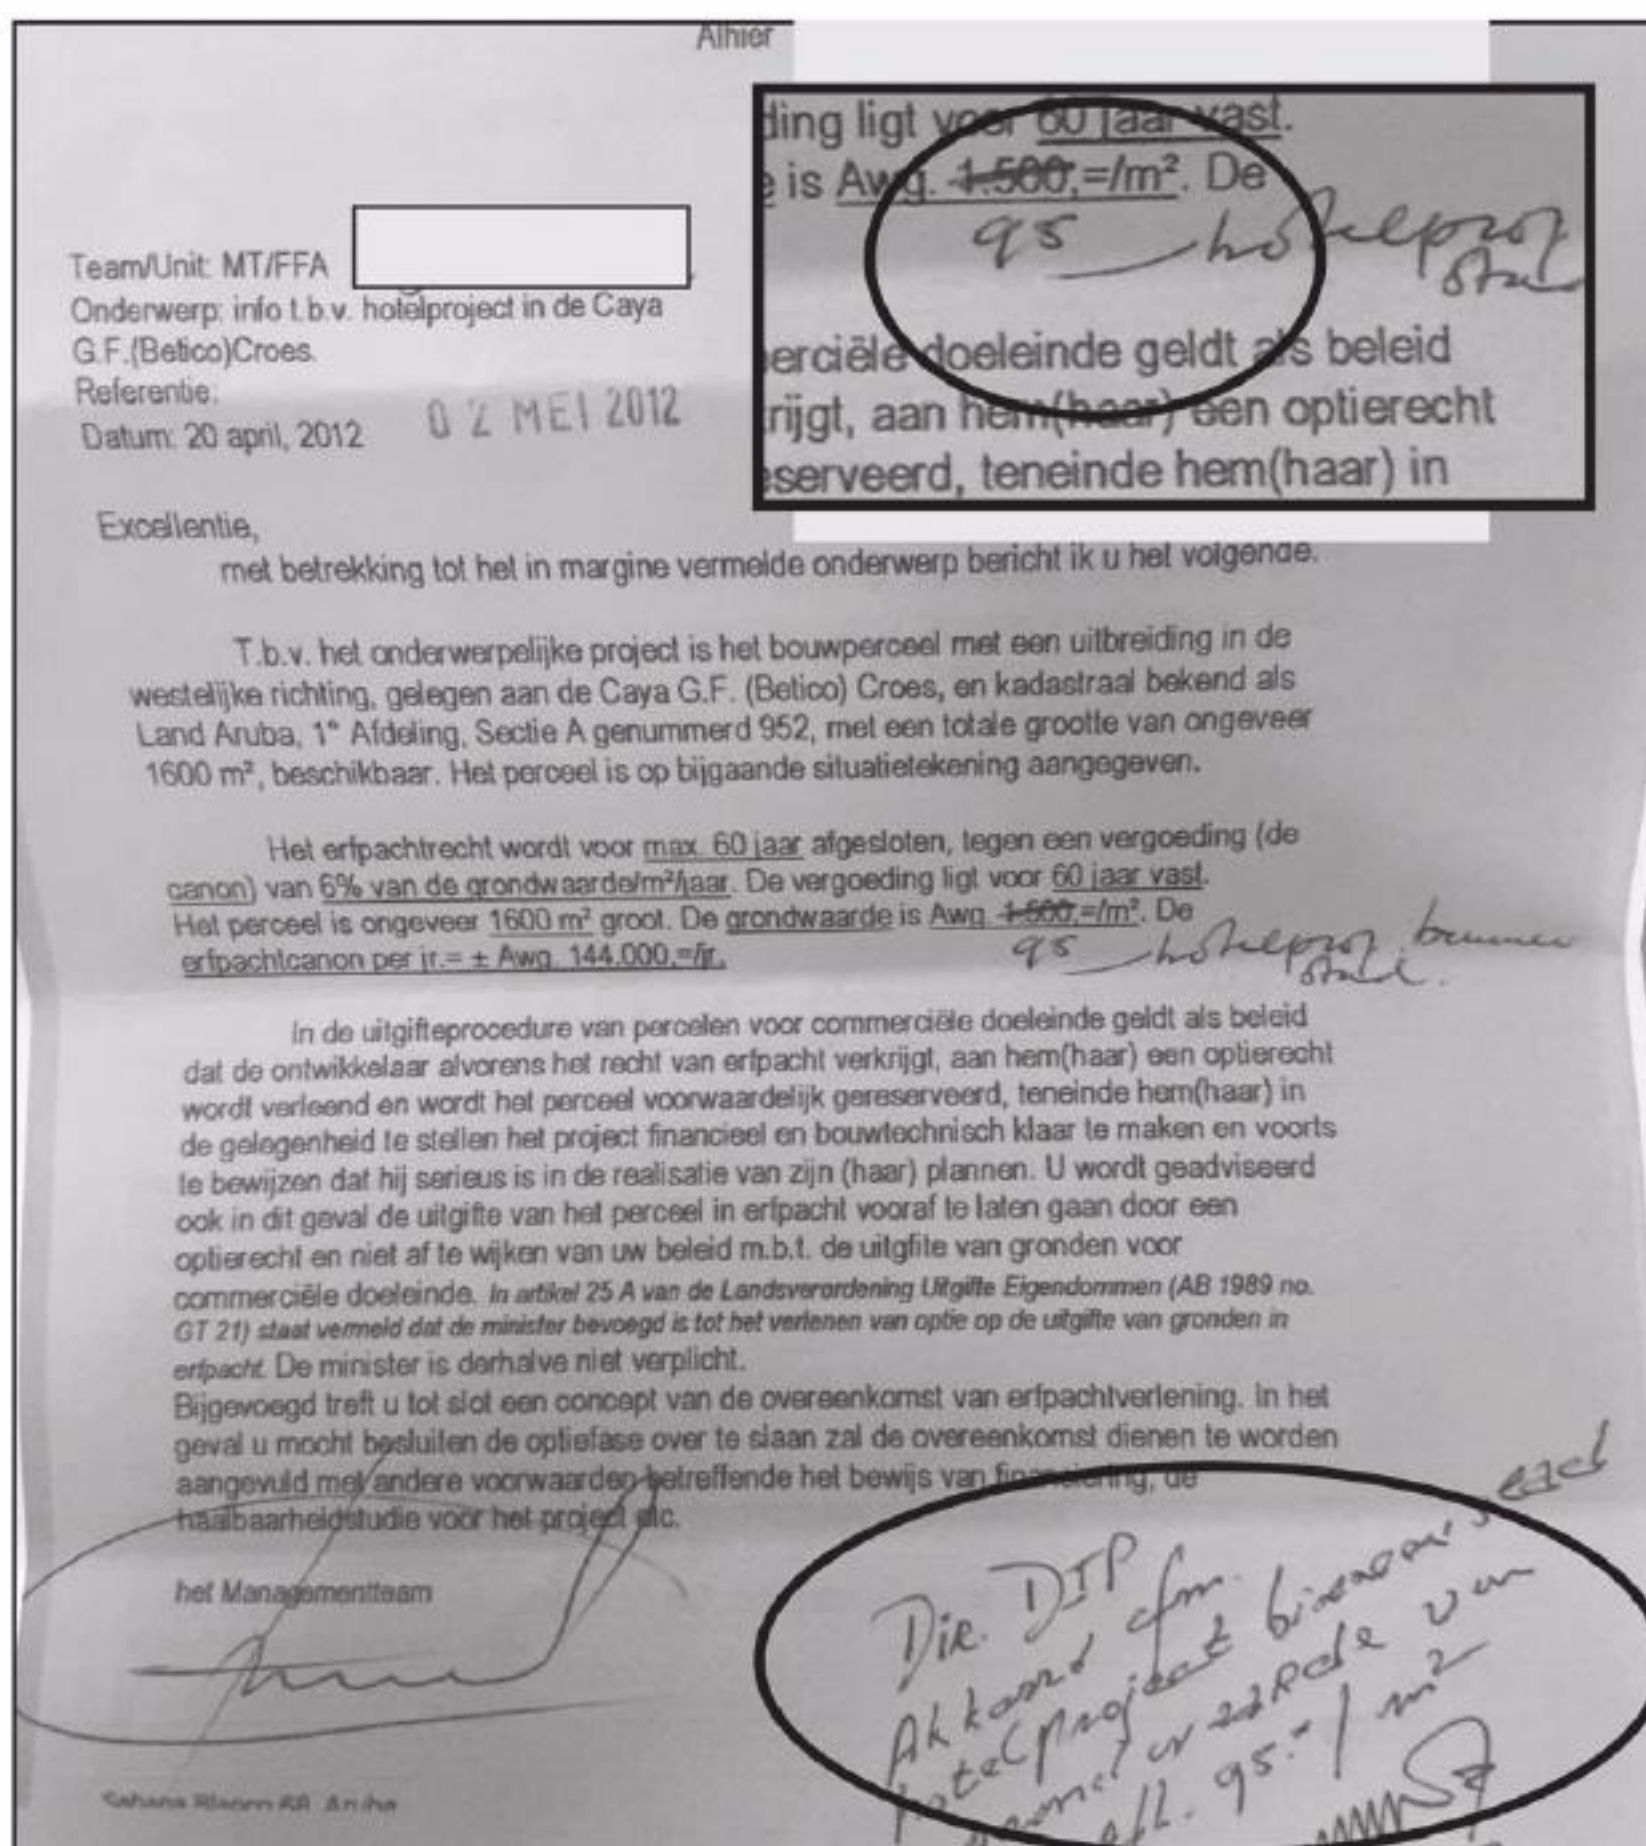 Alhier
ding ligt voor 60 jaar vast.
e is Awg. 1.500,=/m². De
95 hotelproj
stad
erciële doeleinde geldt als beleid
rijgt, aan hem(haar) een optierecht
eserveerd, teneinde hem(haar) in
Team/Unit: MT/FFA
Onderwerp: info t.b.v. hotelproject in de Caya
G.F.(Betico)Croes.
Referentie:
Datum: 20 april, 2012
02 MEI 2012
Excellentie,
met betrekking tot het in margine vermelde onderwerp bericht ik u het volgende.
T.b.v. het onderwerpelijke project is het bouwperceel met een uitbreiding in de
westelijke richting, gelegen aan de Caya G.F. (Betico) Croes, en kadastraal bekend als
Land Aruba, 1e Afdeling, Sectie A genummerd 952, met een totale grootte van ongeveer
1600 m², beschikbaar. Het perceel is op bijgaande situatietekening aangegeven.
Het erfpachtrecht wordt voor max. 60 jaar afgesloten, tegen een vergoeding (de
canon) van 6% van de grondwaarde/m²/jaar. De vergoeding ligt voor 60 jaar vast.
Het perceel is ongeveer 1600 m² groot. De grondwaarde is Awg. 1.500,=/m². De
erfpachtcanon per jr.= ± Awg. 144.000,=/jr.
95 hotelproj binnen
stad.
In de uitgifteprocedure van percelen voor commerciële doeleinde geldt als beleid
dat de ontwikkelaar alvorens het recht van erfpacht verkrijgt, aan hem(haar) een optierecht
wordt verleend en wordt het perceel voorwaardelijk gereserveerd, teneinde hem(haar) in
de gelegenheid te stellen het project financieel en bouwtechnisch klaar te maken en voorts
te bewijzen dat hij serieus is in de realisatie van zijn (haar) plannen. U wordt geadviseerd
ook in dit geval de uitgifte van het perceel in erfpacht vooraf te laten gaan door een
optierecht en niet af te wijken van uw beleid m.b.t. de uitgfite van gronden voor
commerciële doeleinde. In artikel 25 A van de Landsverordening Uitgifte Eigendommen (AB 1989 no.
GT 21) staat vermeld dat de minister bevoegd is tot het verlenen van optie op de uitgifte van gronden in
erfpacht. De minister is derhalve niet verplicht.
Bijgevoegd treft u tot slot een concept van de overeenkomst van erfpachtverlening. In het
geval u mocht besluiten de optiefase over te slaan zal de overeenkomst dienen te worden
aangevuld met andere voorwaarden betreffende het bewijs van financiering, de
haalbaarheidstudie voor het project etc.
het Managementteam
Dir. DIP
Akkoord cfm.
hotelproject binnenstad
waarde van
Afl. 95.- / m²
Sabana Blanco 68 Aruba